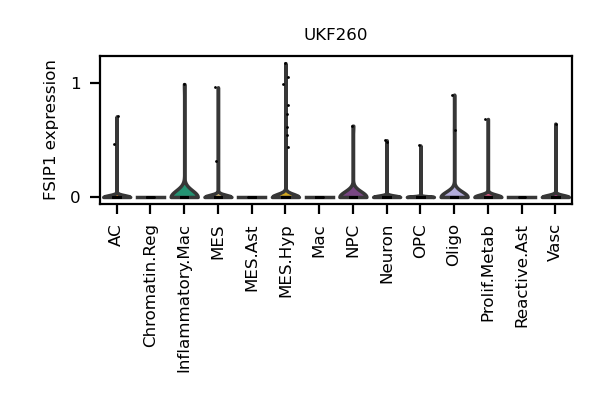 UKF260
FSIP1 expression
1
0
AC
Chromatin.Reg
Inflammatory.Mac
MES
MES.Ast
MES.Hyp
Mac
NPC
Neuron
OPC
Oligo
Prolif.Metab
Reactive.Ast
Vasc